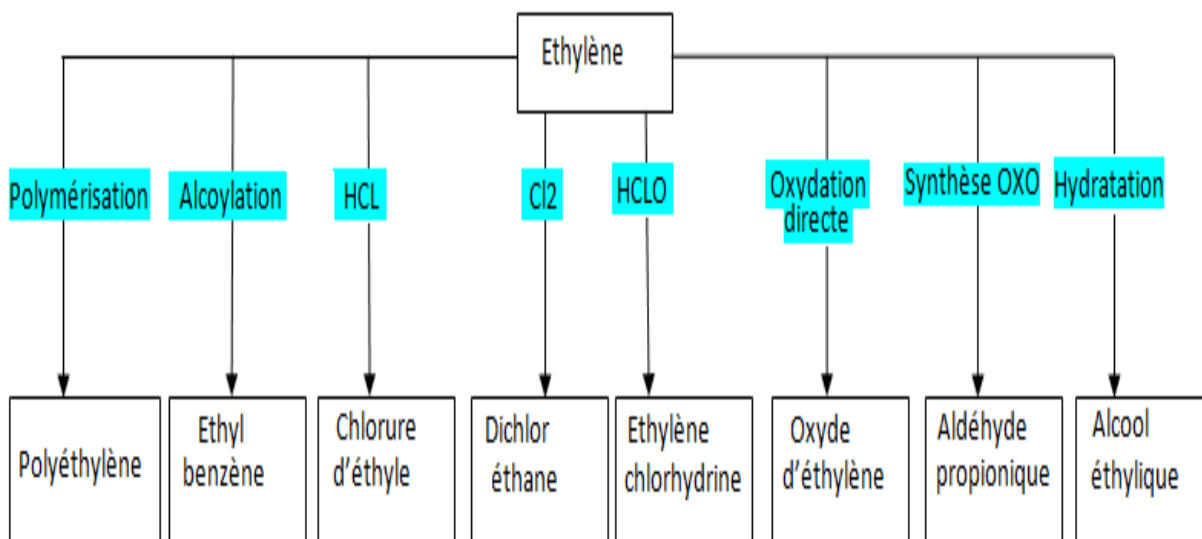 Ethylène
Polymérisation
Alcoylation
HCL
Cl2
HCLO
Oxydation
directe
Synthèse OXO
Hydratation
Polyéthylène
Ethyl
benzène
Chlorure
d'éthyle
Dichlor
éthane
Ethylène
chlorhydrine
Oxyde
d'éthylène
Aldéhyde
propionique
Alcool
éthylique